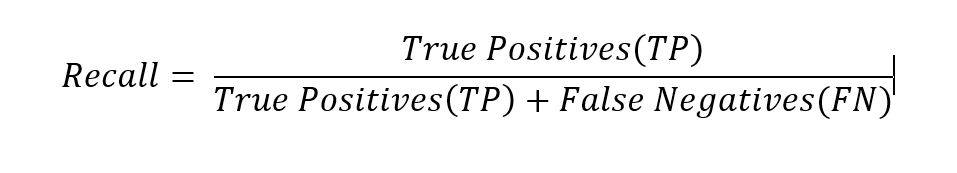 True Positives(TP)
Recall =
True Positives(TP) + False Negatives(FN)